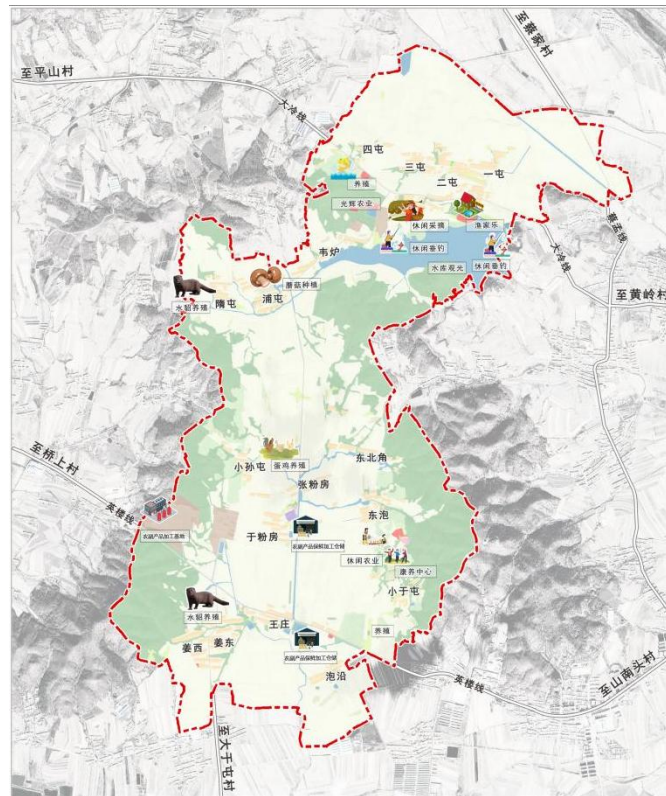 至平山村
至蔡家村
大冷线
四屯
三屯
二屯
一屯
养殖
光辉农业
休闲采摘
渔家乐
韦炉
休闲垂钓
休闲垂钓
水库观光
大冷线
至黄岭村
水貂养殖
隋屯
浦屯
蘑菇种植
至桥上村
英楼线
小孙屯
蛋鸡养殖
东北角
张粉房
农副产品加工基地
于粉房
农副产品保鲜加工仓储
东泡
休闲农业
康养中心
小于屯
水貂养殖
王庄
养殖
姜西
姜东
农副产品保鲜加工仓储
泡沿
英楼线
至山南头村
至大于屯村